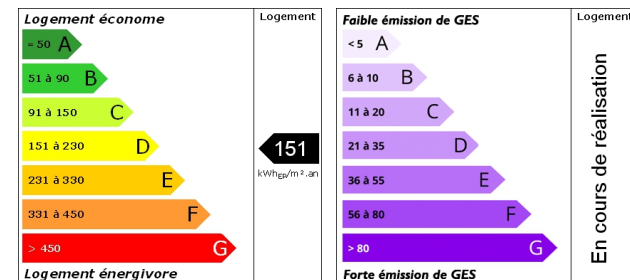 Logement économe
Logement
= 50 A
51 à 90 B
91 à 150 C
151 à 230 D
151
kWhEP/m².an
231 à 330 E
331 à 450 F
> 450 G
Logement énergivore
Faible émission de GES
Logement
< 5 A
6 à 10 B
11 à 20 C
21 à 35 D
36 à 55 E
56 à 80 F
> 80 G
Forte émission de GES
En cours de réalisation